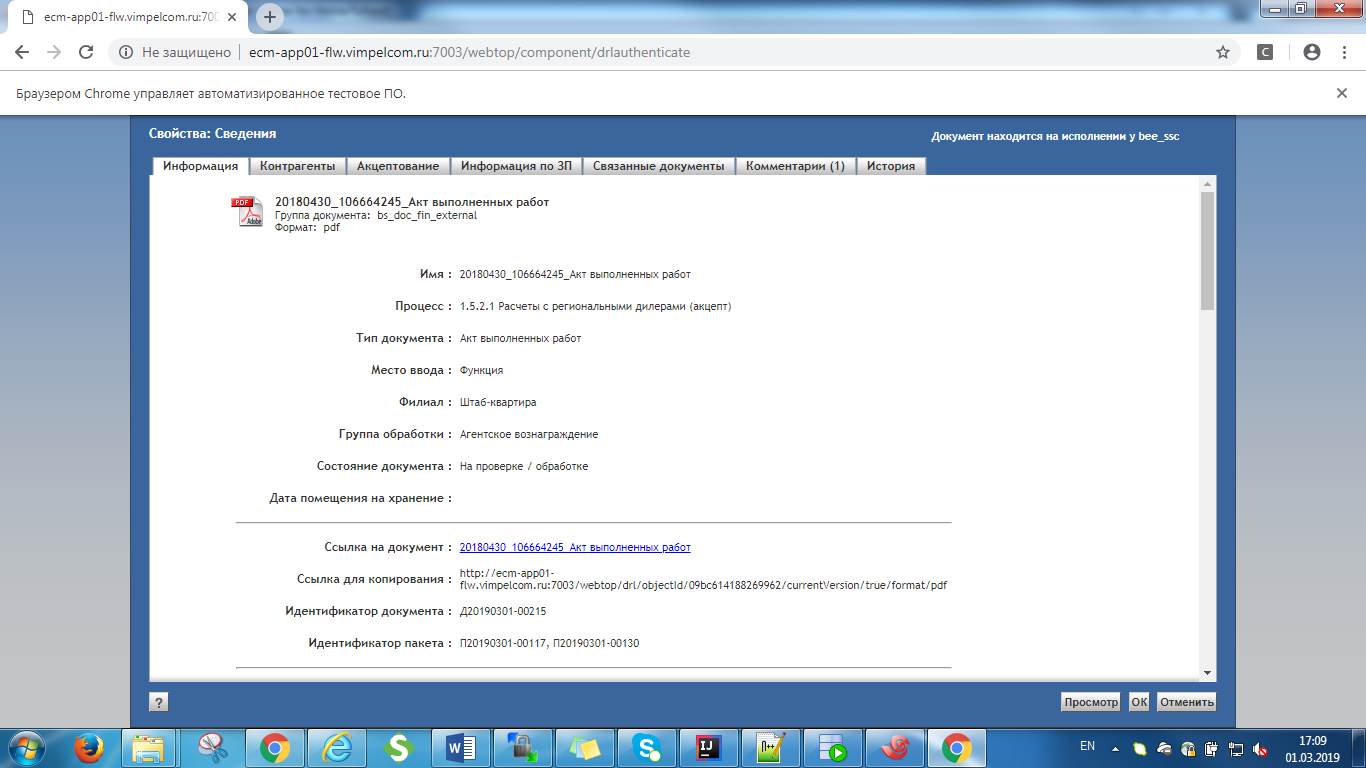 ecm-app01-flw.vimpelcom.ru:700
Не защищено ecm-app01-flw.vimpelcom.ru:7003/webtop/component/drlauthenticate
C
Браузером Chrome управляет автоматизированное тестовое ПО.
Свойства: Сведения
Документ находится на исполнении у bee_ssc
Информация Контрагенты Акцептование Информация по ЗП Связанные документы Комментарии (1) История
PDF
Adobe
20180430_106664245_Акт выполненных работ
Группа документа: bs_doc_fin_external
Формат: pdf
Имя : 20180430_106664245_Акт выполненных работ
Процесс : 1.5.2.1 Расчеты с региональными дилерами (акцепт)
Тип документа : Акт выполненных работ
Место ввода : Функция
Филиал : Штаб-квартира
Группа обработки : Агентское вознаграждение
Состояние документа : На проверке / обработке
Дата помещения на хранение :
Ссылка на документ : 20180430_106664245_Акт выполненных работ
Ссылка для копирования : http://ecm-app01-
flw.vimpelcom.ru:7003/webtop/drl/objectId/09bc614188269962/currentVersion/true/format/pdf
Идентификатор документа : Д20190301-00215
Идентификатор пакета : П20190301-00117, П20190301-00130
? Просмотр ОК Отменить
EN
17:09
01.03.2019